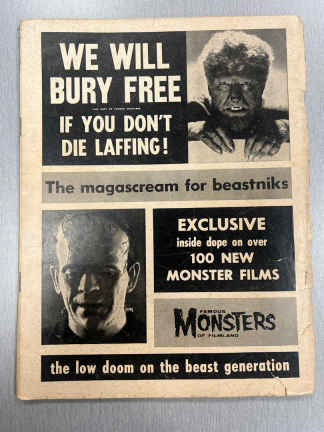 WE WILL
BURY FREE
IF YOU DON'T
DIE LAFFING!
The magascream for beastniks
EXCLUSIVE
inside dope on over
100 NEW
MONSTER FILMS
FAMOUS
MONSTERS
OF FILMLAND
the low doom on the beast generation